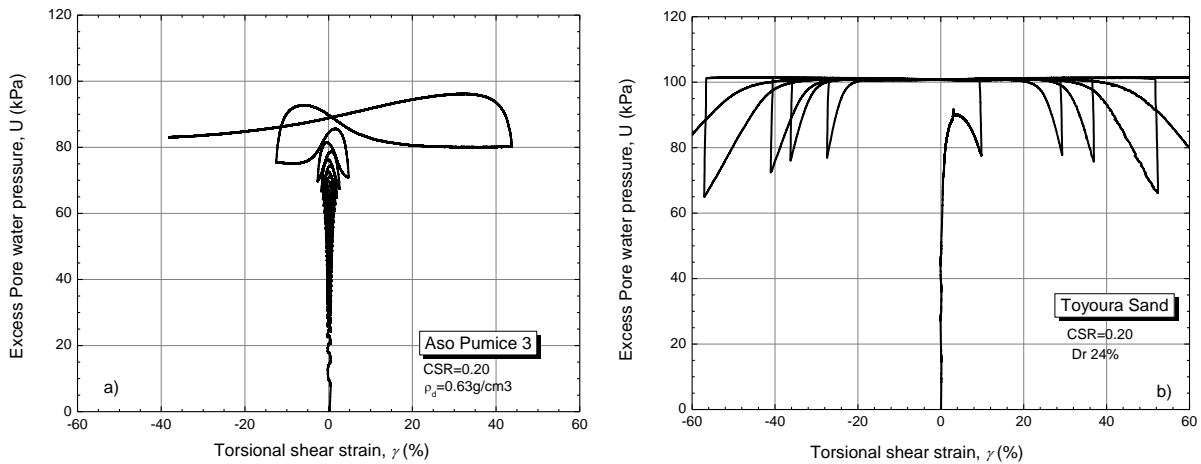 120
100
80
60
40
20
0
Excess Pore water pressure, U (kPa)
-60 -40 -20 0 20 40 60
Torsional shear strain, γ (%)
Aso Pumice 3
CSR=0.20
ρd=0.63g/cm3
a)
120
100
80
60
40
20
0
Excess Pore water pressure, U (kPa)
-60 -40 -20 0 20 40 60
Torsional shear strain, γ (%)
Toyoura Sand
CSR=0.20
Dr 24%
b)